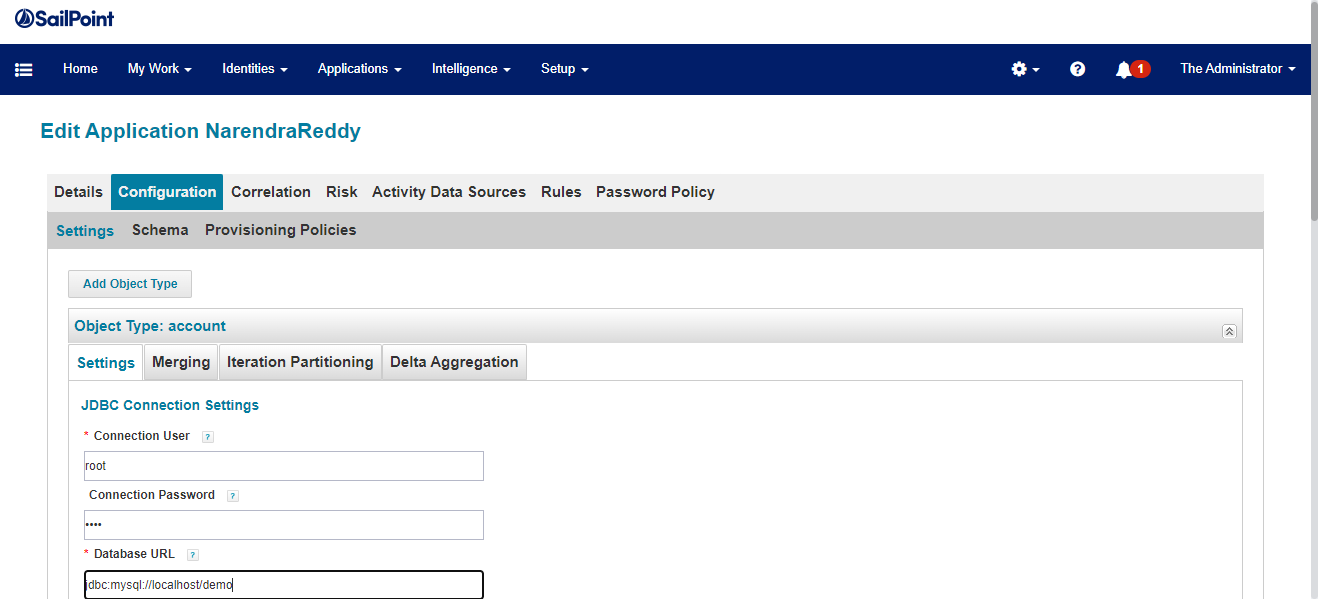 SailPoint
Home My Work Identities Applications Intelligence Setup ? 1 The Administrator
Edit Application NarendraReddy
Details Configuration Correlation Risk Activity Data Sources Rules Password Policy
Settings Schema Provisioning Policies
Add Object Type
Object Type: account
Settings Merging Iteration Partitioning Delta Aggregation
JDBC Connection Settings
* Connection User ?
root
Connection Password ?
••••
* Database URL ?
jdbc:mysql://localhost/demo